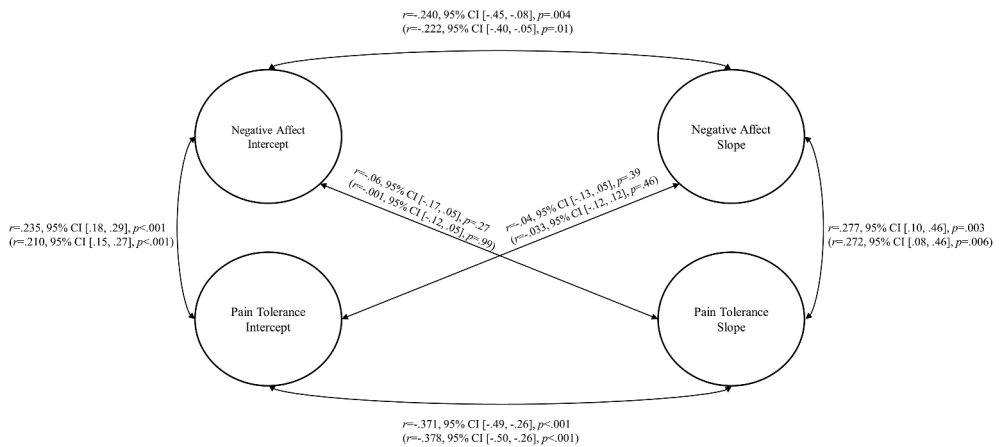 r=-.240, 95% CI [-.45, -.08], p=.004
(r=-.222, 95% CI [-.40, -.05], p=.01)
Negative Affect
Intercept
Negative Affect
Slope
r=-.06, 95% CI [-.17, .05], p=.27
(r=-.001, 95% CI [-.12, .05], p=.99)
r=-.04, 95% CI [-.13, .05], p=.39
(r=-.033, 95% CI [-.12, .12], p=.46)
r=.235, 95% CI [.18, .29], p<.001
(r=.210, 95% CI [.15, .27], p<.001)
r=.277, 95% CI [.10, .46], p=.003
(r=.272, 95% CI [.08, .46], p=.006)
Pain Tolerance
Intercept
Pain Tolerance
Slope
r=-.371, 95% CI [-.49, -.26], p<.001
(r=-.378, 95% CI [-.50, -.26], p<.001)